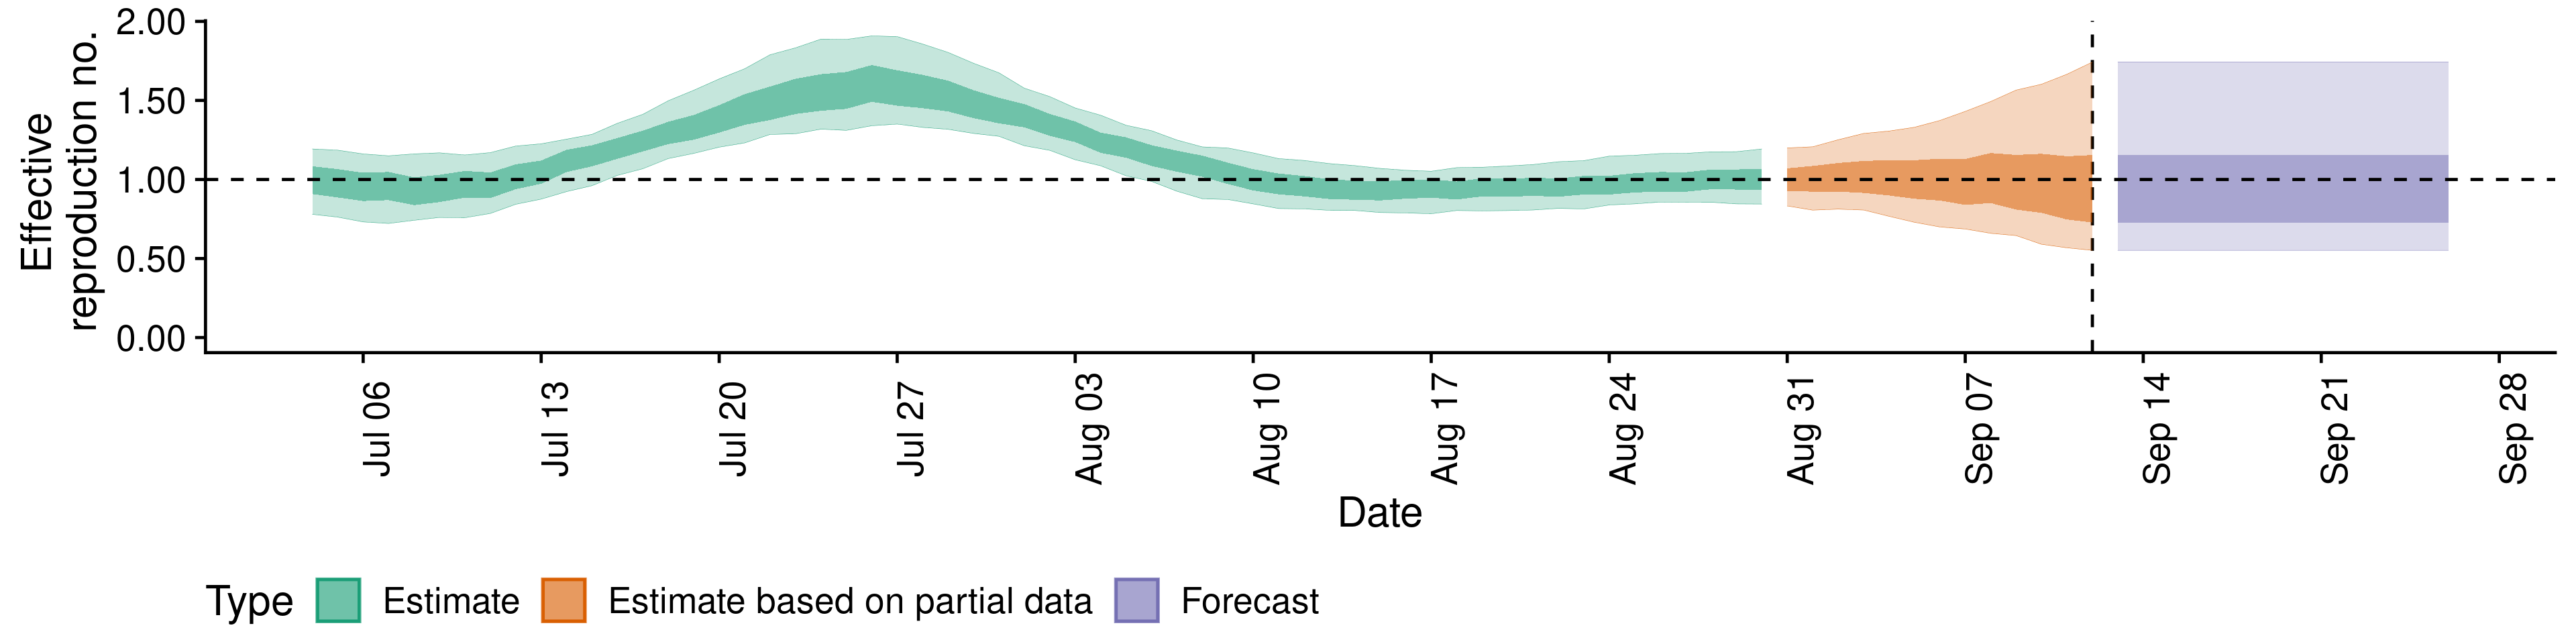 Effective
reproduction no.
2.00
1.50
1.00
0.50
0.00
Jul 06
Jul 13
Jul 20
Jul 27
Aug 03
Aug 10
Aug 17
Aug 24
Aug 31
Sep 07
Sep 14
Sep 21
Sep 28
Date
Type Estimate Estimate based on partial data Forecast